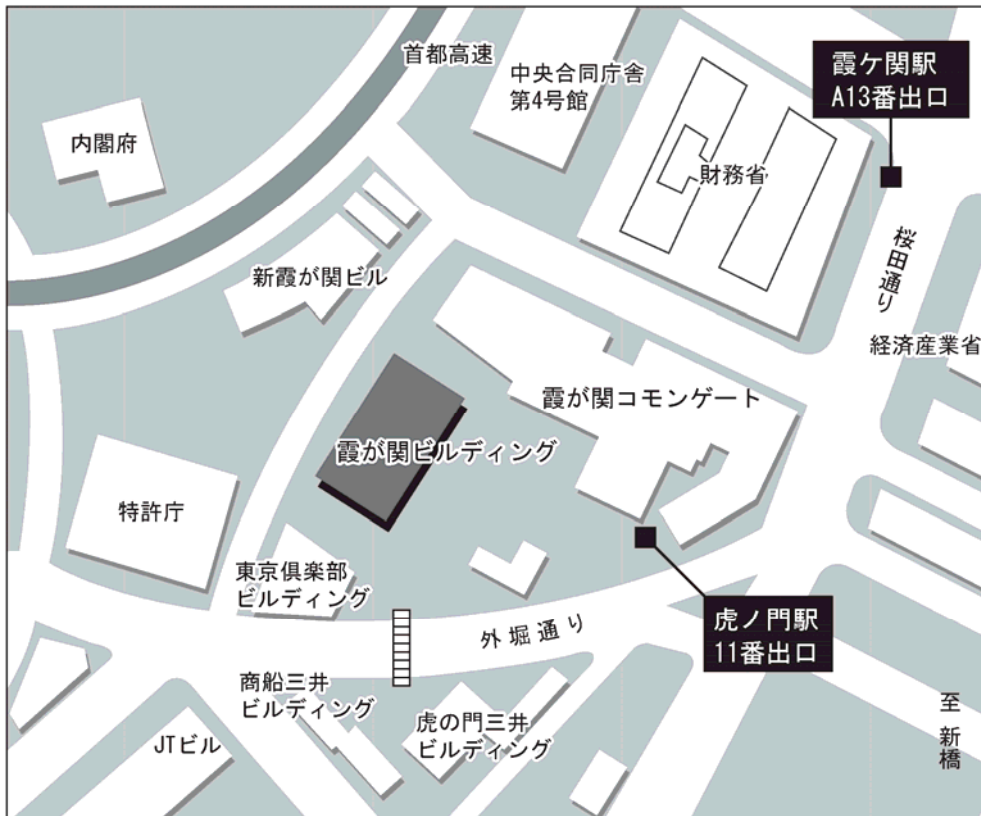 首都高速
中央合同庁舎
第4号館
霞ケ関駅
A13番出口
内閣府
財務省
桜田通り
新霞が関ビル
経済産業省
霞が関コモンゲート
霞が関ビルディング
特許庁
東京倶楽部
ビルディング
外堀通り
虎ノ門駅
11番出口
商船三井
ビルディング
虎の門三井
ビルディング
JTビル
至 新橋